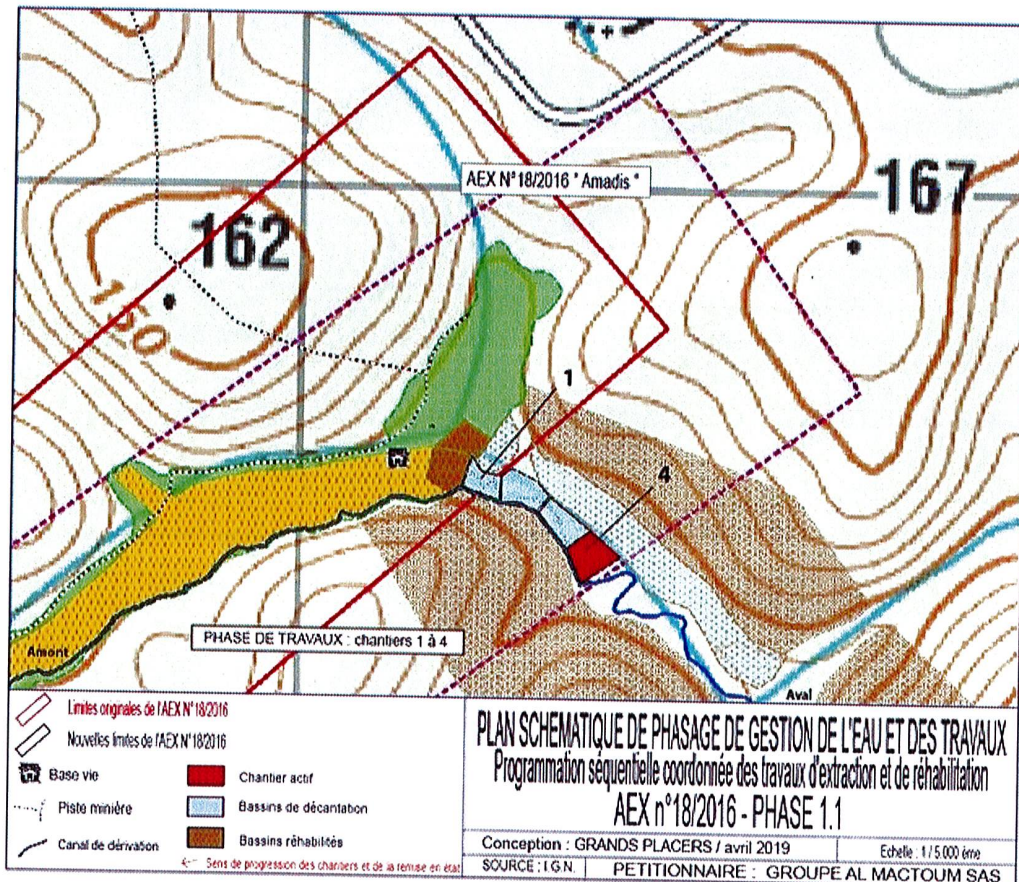 AEX N°18/2016 " Amadis "
167
162
150
1
4
PHASE DE TRAVAUX : chantiers 1 à 4
Amont
Aval
Limites originales de l'AEX N°18/2016
Nouvelles limites de l'AEX N°18/2016
Base vie
Piste minière
Canal de dérivation
Chantier actif
Bassins de décantation
Bassins réhabilités
Sens de progression des chantiers et de la remise en état
PLAN SCHEMATIQUE DE PHASAGE DE GESTION DE L'EAU ET DES TRAVAUX
Programmation séquentielle coordonnée des travaux d'extraction et de réhabilitation
AEX n°18/2016 - PHASE 1.1
Conception : GRANDS PLACERS / avril 2019
Echelle : 1 / 5 000 ème
SOURCE : I.G.N.
PETITIONNAIRE : GROUPE AL MACTOUM SAS